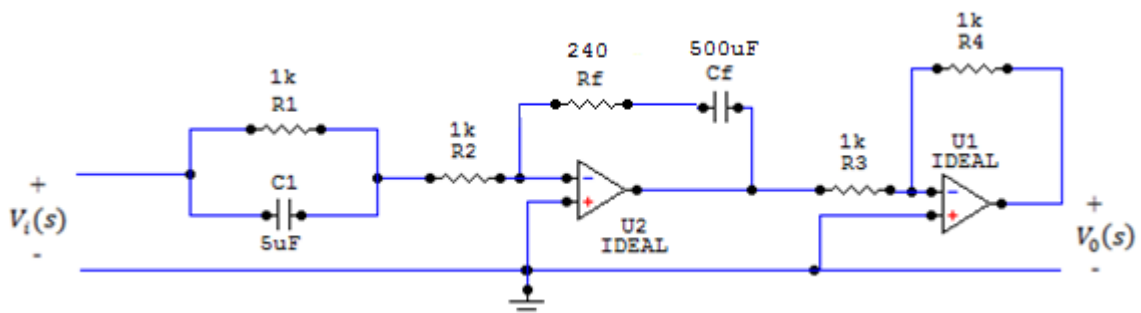 1k
R1
C1
5uF
1k
R2
240
Rf
500uF
Cf
-
+
U2
IDEAL
1k
R3
1k
R4
U1
IDEAL
-
+
+
Vi(s)
-
+
V0(s)
-